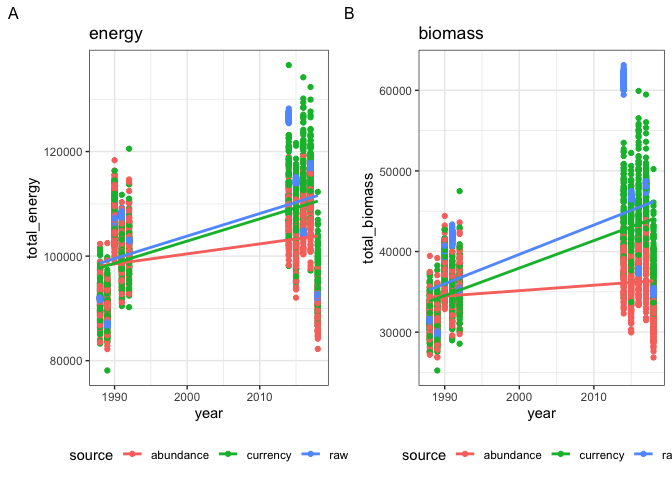 A
energy
total_energy
120000
100000
80000
1990
2000
2010
year
source
abundance
currency
raw
B
biomass
total_biomass
60000
50000
40000
30000
1990
2000
2010
year
source
abundance
currency
ra